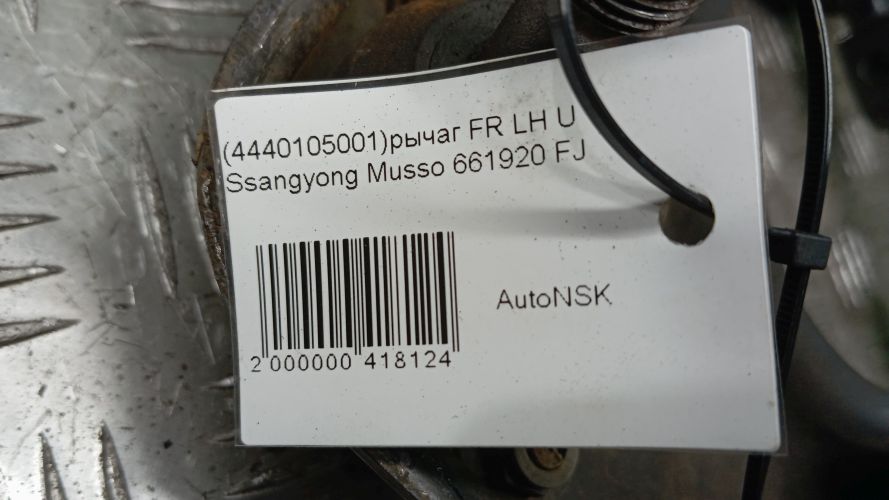 (4440105001)рычаг FR LH U
Ssangyong Musso 661920 FJ
AutoNSK
2 000000 418124